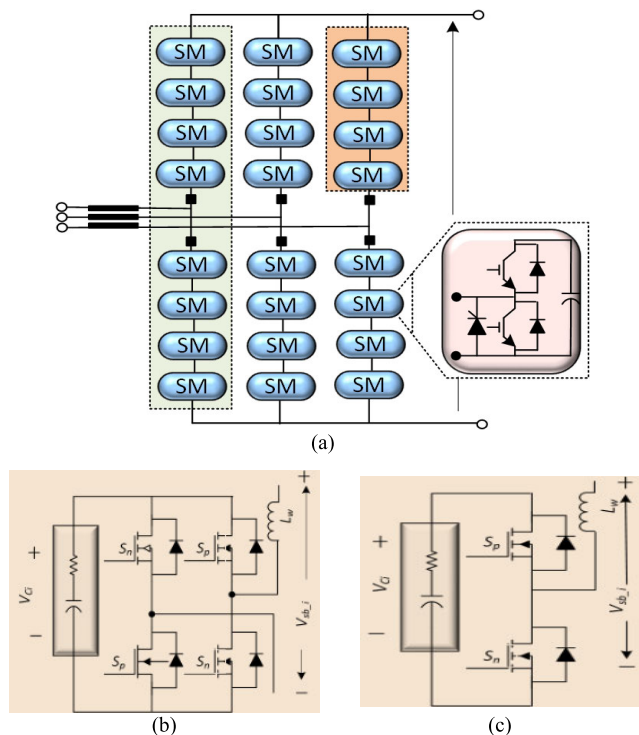 SM SM SM
SM SM SM
SM SM SM
SM SM SM
SM SM SM
SM SM SM
SM SM SM
SM SM SM
(a)
+ V_Ci −
S_n S_p
S_p S_n
L_w
+ V_sb_i −
(b)
+ V_Ci −
S_p
S_n
L_w
+ V_sb_i −
(c)